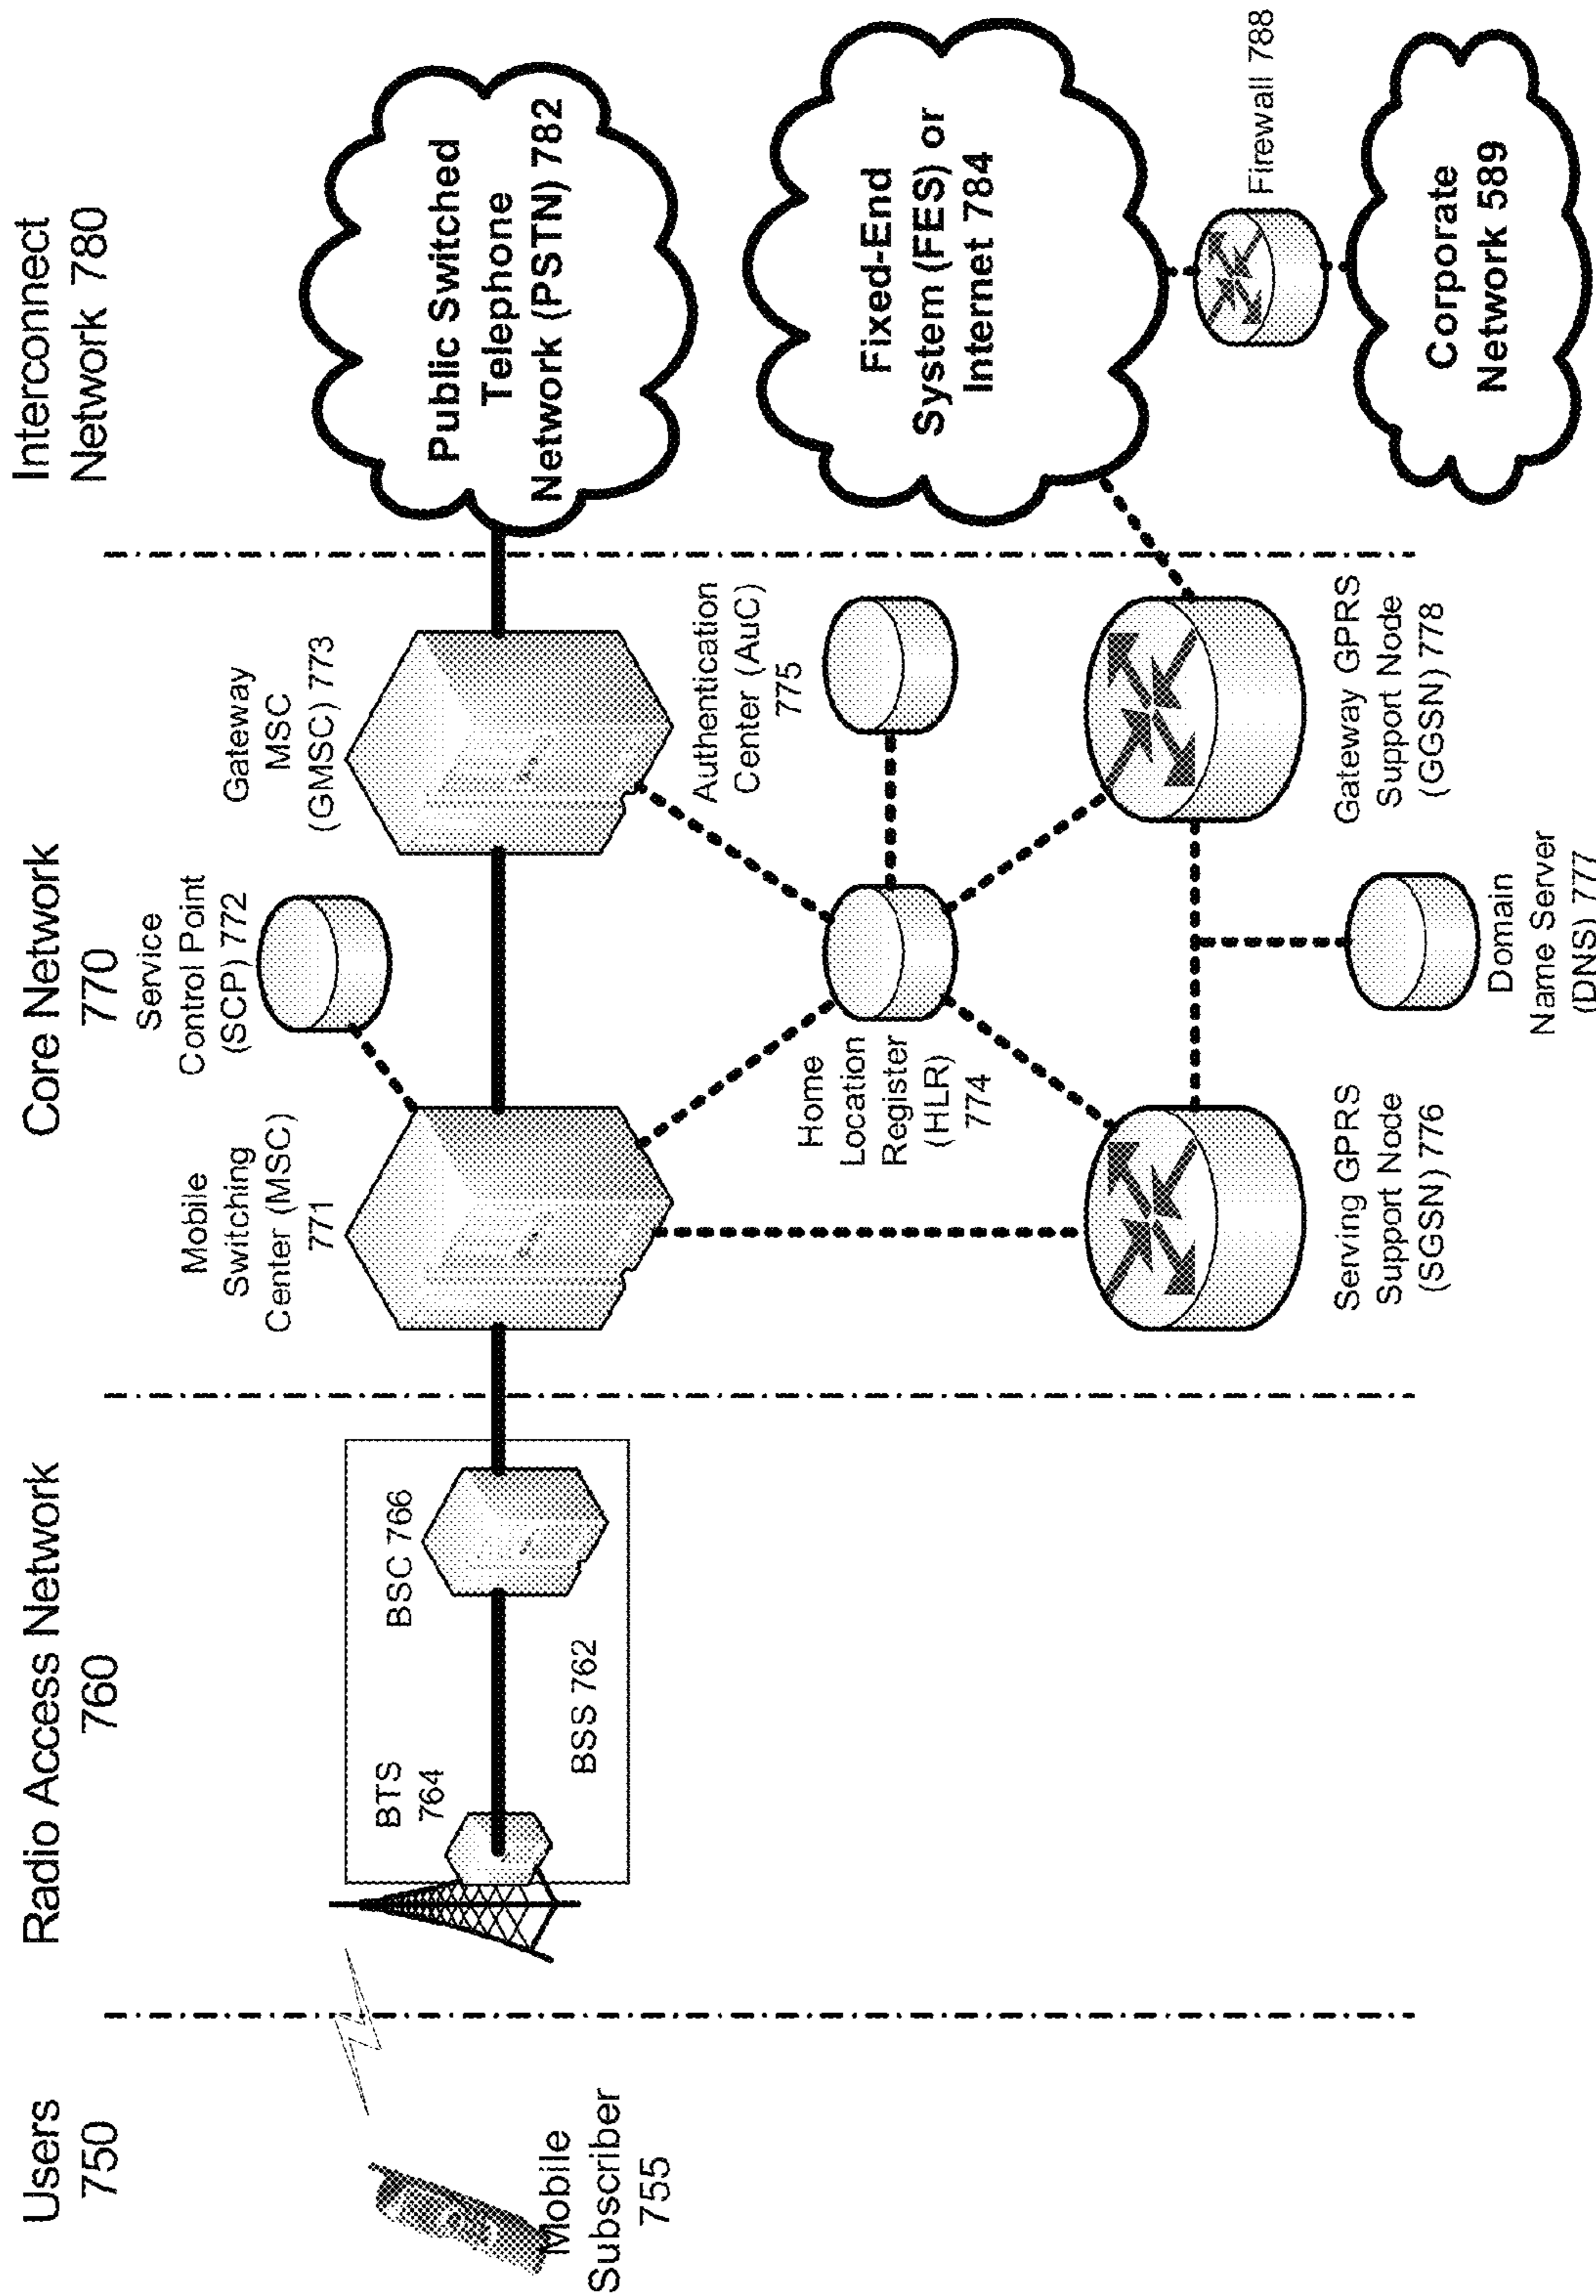 Users
750
Radio Access Network
760
Core Network
770
Interconnect
Network 780
Mobile
Subscriber
755
BTS
764
BSC 766
BSS 762
Mobile
Switching
Center (MSC)
771
Service
Control Point
(SCP) 772
Gateway
MSC
(GMSC) 773
Public Switched
Telephone
Network (PSTN) 782
Home
Location
Register
(HLR)
774
Authentication
Center (AuC)
775
Fixed-End
System (FES) or
Internet 784
Serving GPRS
Support Node
(SGSN) 776
Domain
Name Server
(DNS) 777
Gateway GPRS
Support Node
(GGSN) 778
Firewall 788
Corporate
Network 589